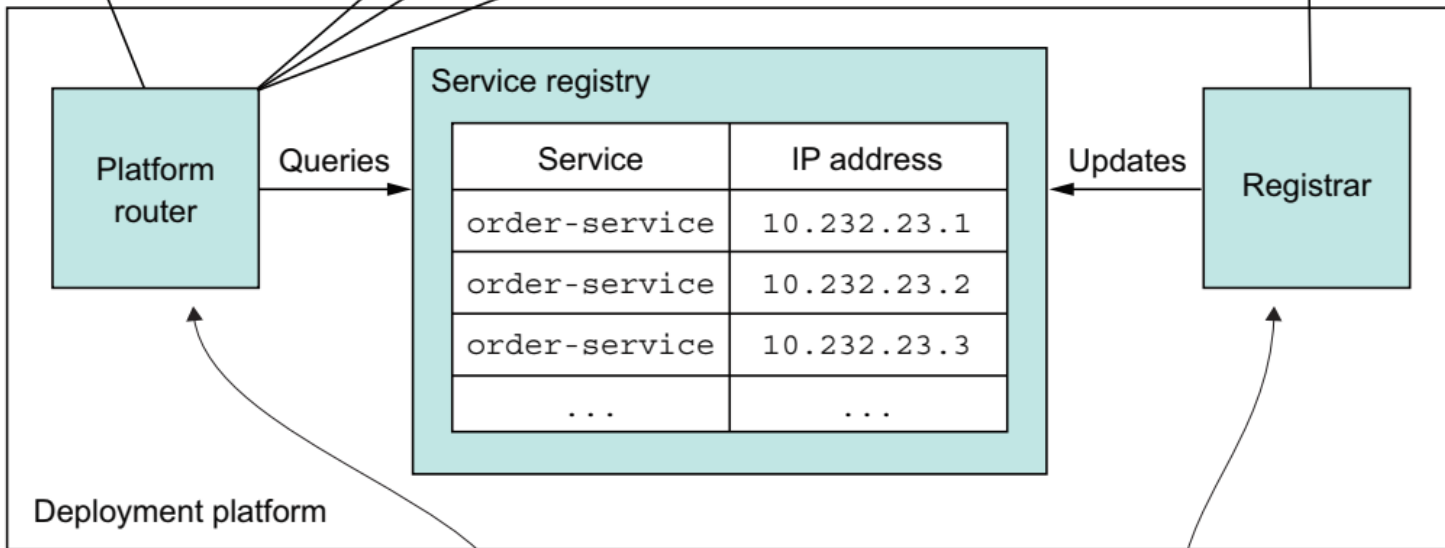 Service registry
Platform
router
Queries
Service IP address
order-service 10.232.23.1
order-service 10.232.23.2
order-service 10.232.23.3
... ...
Updates
Registrar
Deployment platform